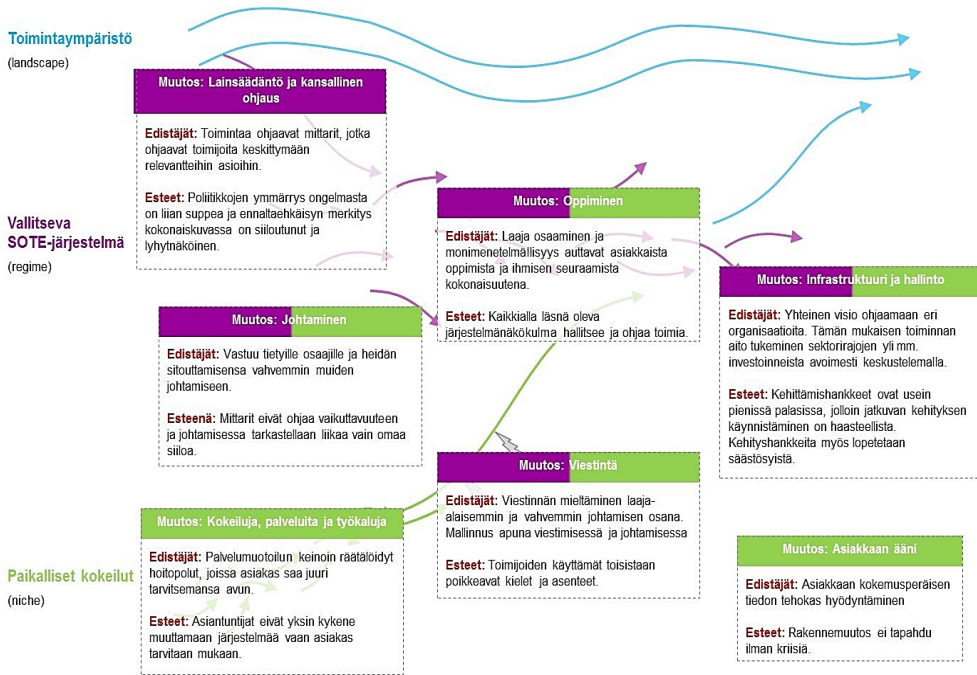 Toimintaympäristö
(landscape)
Muutos: Lainsäädäntö ja kansallinen
ohjaus
Edistäjät: Toimintaa ohjaavat mittarit, jotka
ohjaavat toimijoita keskittymään
relevantteihin asioihin.
Esteet: Poliitikkojen ymmärrys ongelmasta
on liian suppea ja ennaltaehkäisyn merkitys
kokonaiskuvassa on siiloutunut ja
lyhytnäköinen.
Vallitseva
SOTE-järjestelmä
(regime)
Muutos: Oppiminen
Edistäjät: Laaja osaaminen ja
monimenetelmällisyys auttavat asiakkaista
oppimista ja ihmisen seuraamista
kokonaisuutena.
Esteet: Kaikkialla läsnä oleva
järjestelmänäkökulma hallitsee ja ohjaa toimia.
Muutos: Infrastruktuuri ja hallinto
Edistäjät: Yhteinen visio ohjaamaan eri
organisaatioita. Tämän mukaisen toiminnan
aito tukeminen sektorirajojen yli mm.
investoinneista avoimesti keskustelemalla.
Esteet: Kehittämishankkeet ovat usein
pienissä palasissa, jolloin jatkuvan kehityksen
käynnistäminen on haasteellista.
Kehityshankkeita myös lopetetaan
säästösyistä.
Muutos: Johtaminen
Edistäjät: Vastuu tietyille osaajille ja heidän
sitouttamisensa vahvemmin muiden
johtamiseen.
Esteenä: Mittarit eivät ohjaa vaikuttavuuteen
ja johtamisessa tarkastellaan liikaa vain omaa
siiloa.
Muutos: Viestintä
Edistäjät: Viestinnän mieltäminen laaja-
alaisemmin ja vahvemmin johtamisen osana.
Mallinnus apuna viestimisessä ja johtamisessa
Esteet: Toimijoiden käyttämät toisistaan
poikkeavat kielet ja asenteet.
Paikalliset kokeilut
(niche)
Muutos: Kokeiluja, palveluita ja työkaluja
Edistäjät: Palvelumuotoilun keinoin räätälöidyt
hoitopolut, joissa asiakas saa juuri
tarvitsemansa avun.
Esteet: Asiantuntijat eivät yksin kykene
muuttamaan järjestelmää vaan asiakas
tarvitaan mukaan.
Muutos: Asiakkaan ääni
Edistäjät: Asiakkaan kokemusperäisen
tiedon tehokas hyödyntäminen
Esteet: Rakennemuutos ei tapahdu
ilman kriisiä.